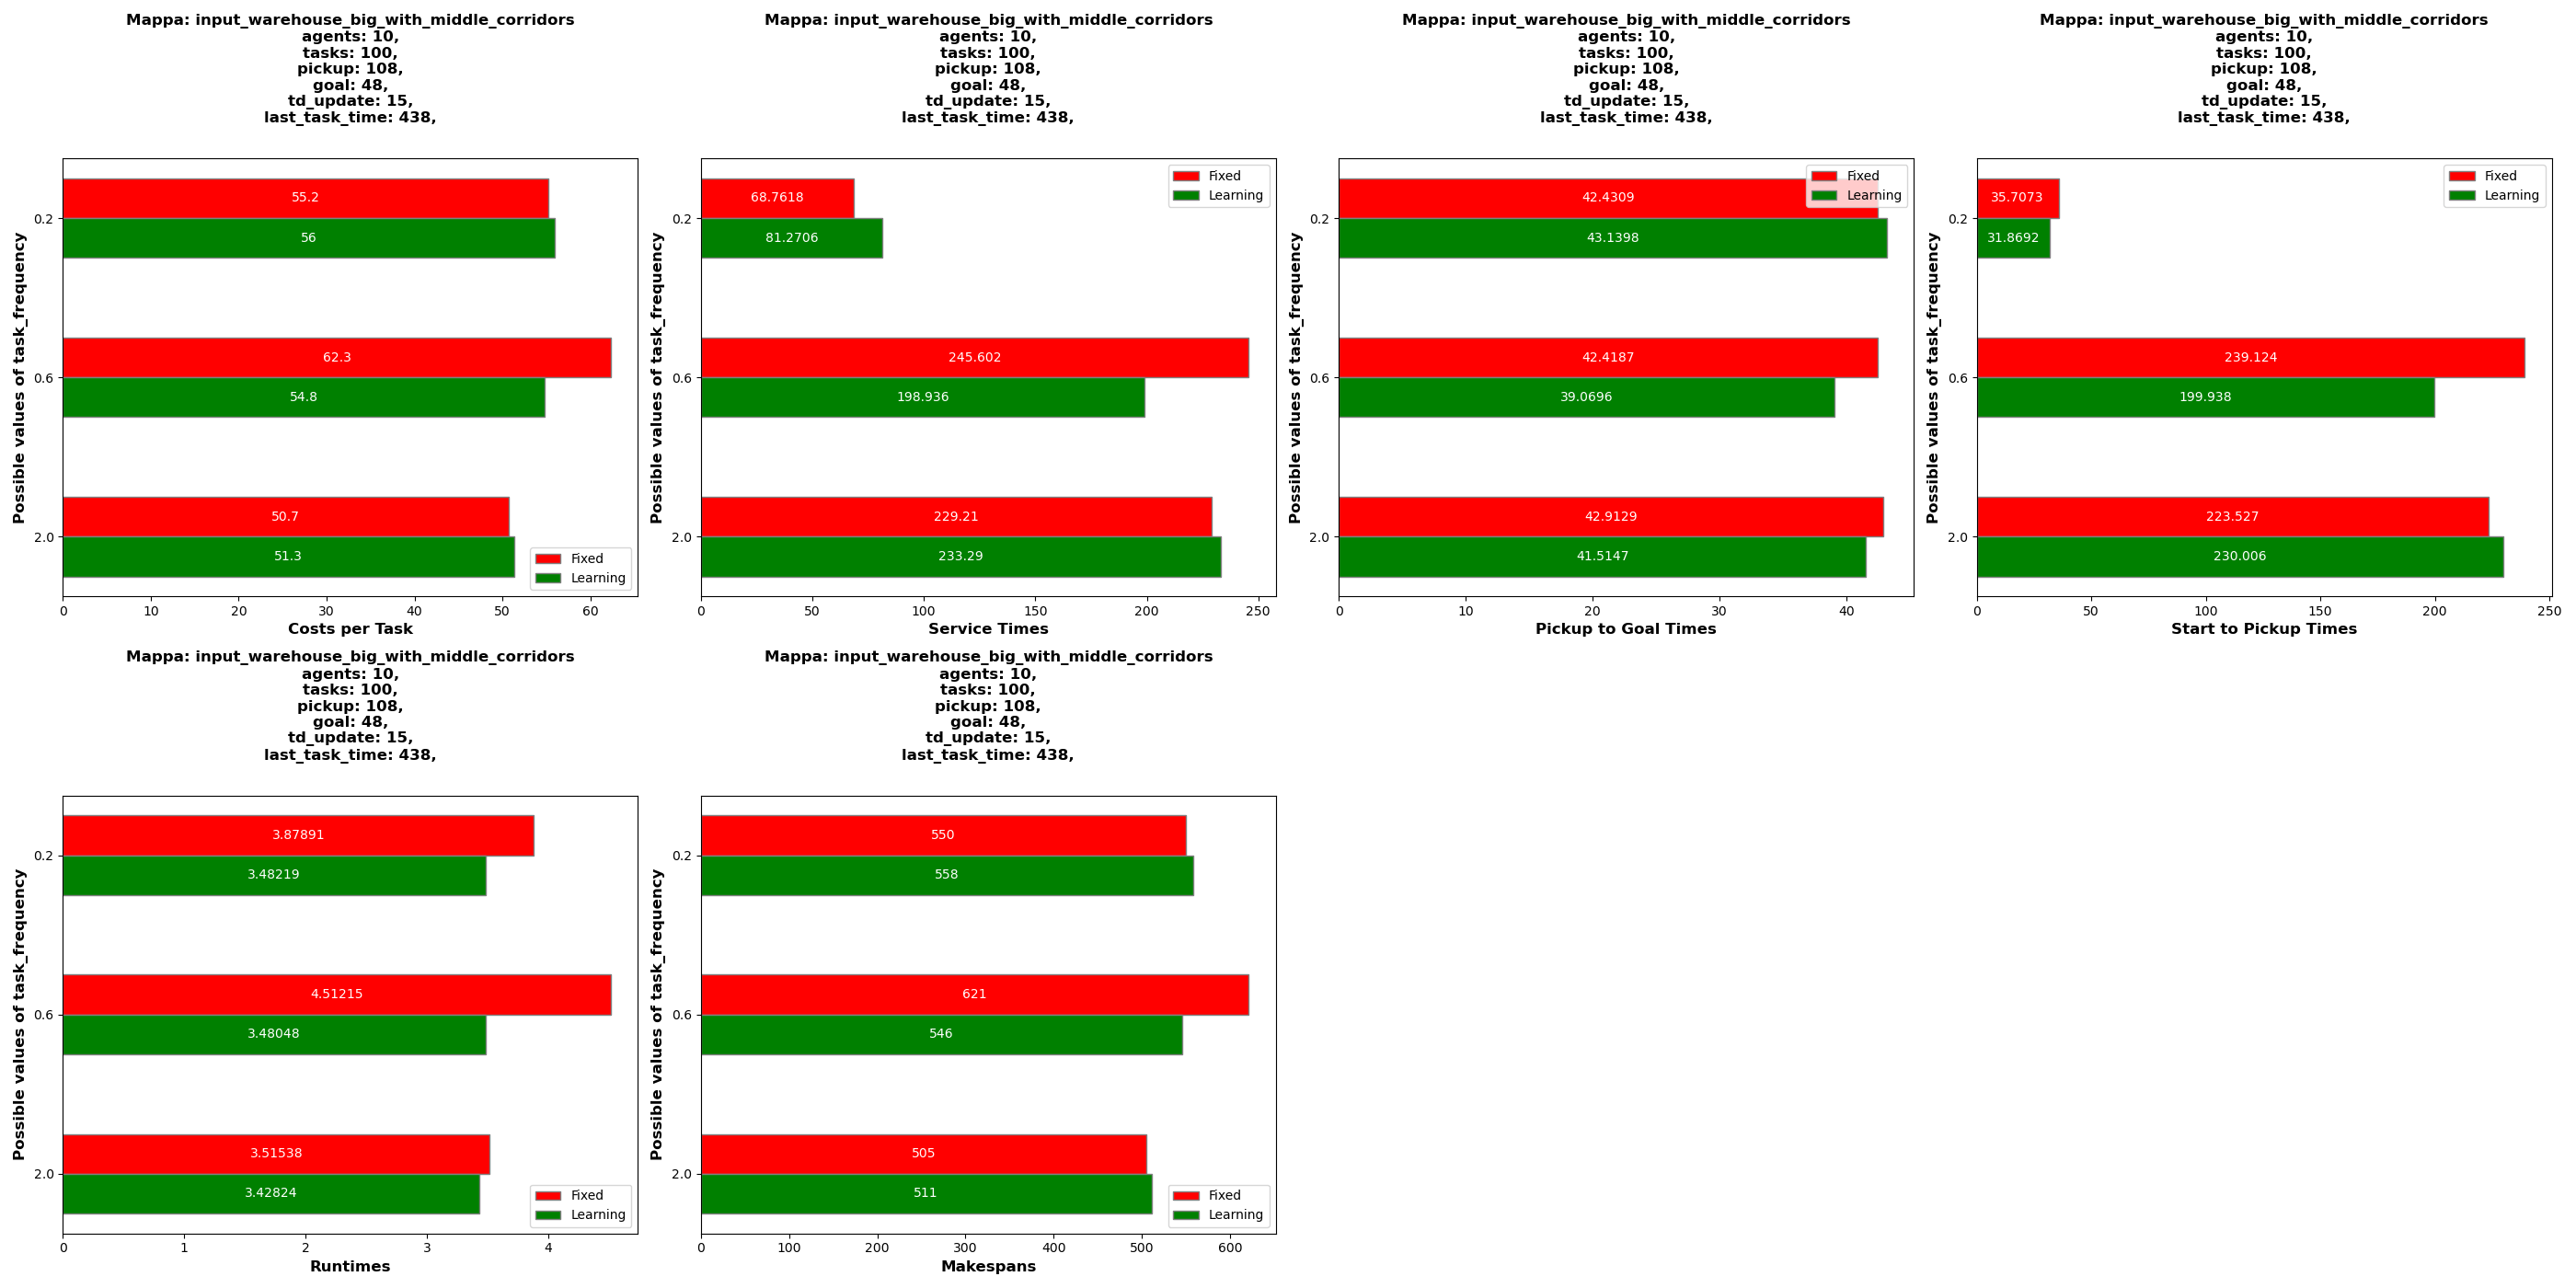 Mappa: input_warehouse_big_with_middle_corridors
agents: 10,
tasks: 100,
pickup: 108,
goal: 48,
td_update: 15,
last_task_time: 438,
Possible values of task_frequency
0.2
0.6
2.0
55.2
56
62.3
54.8
50.7
51.3
Fixed
Learning
0 10 20 30 40 50 60
Costs per Task
Mappa: input_warehouse_big_with_middle_corridors
agents: 10,
tasks: 100,
pickup: 108,
goal: 48,
td_update: 15,
last_task_time: 438,
Possible values of task_frequency
Fixed
Learning
0.2
0.6
2.0
68.7618
81.2706
245.602
198.936
229.21
233.29
0 50 100 150 200 250
Service Times
Mappa: input_warehouse_big_with_middle_corridors
agents: 10,
tasks: 100,
pickup: 108,
goal: 48,
td_update: 15,
last_task_time: 438,
Possible values of task_frequency
Fixed
Learning
0.2
0.6
2.0
42.4309
43.1398
42.4187
39.0696
42.9129
41.5147
0 10 20 30 40
Pickup to Goal Times
Mappa: input_warehouse_big_with_middle_corridors
agents: 10,
tasks: 100,
pickup: 108,
goal: 48,
td_update: 15,
last_task_time: 438,
Possible values of task_frequency
Fixed
Learning
0.2
0.6
2.0
35.7073
31.8692
239.124
199.938
223.527
230.006
0 50 100 150 200 250
Start to Pickup Times
Mappa: input_warehouse_big_with_middle_corridors
agents: 10,
tasks: 100,
pickup: 108,
goal: 48,
td_update: 15,
last_task_time: 438,
Possible values of task_frequency
0.2
0.6
2.0
3.87891
3.48219
4.51215
3.48048
3.51538
3.42824
Fixed
Learning
0 1 2 3 4
Runtimes
Mappa: input_warehouse_big_with_middle_corridors
agents: 10,
tasks: 100,
pickup: 108,
goal: 48,
td_update: 15,
last_task_time: 438,
Possible values of task_frequency
0.2
0.6
2.0
550
558
621
546
505
511
Fixed
Learning
0 100 200 300 400 500 600
Makespans